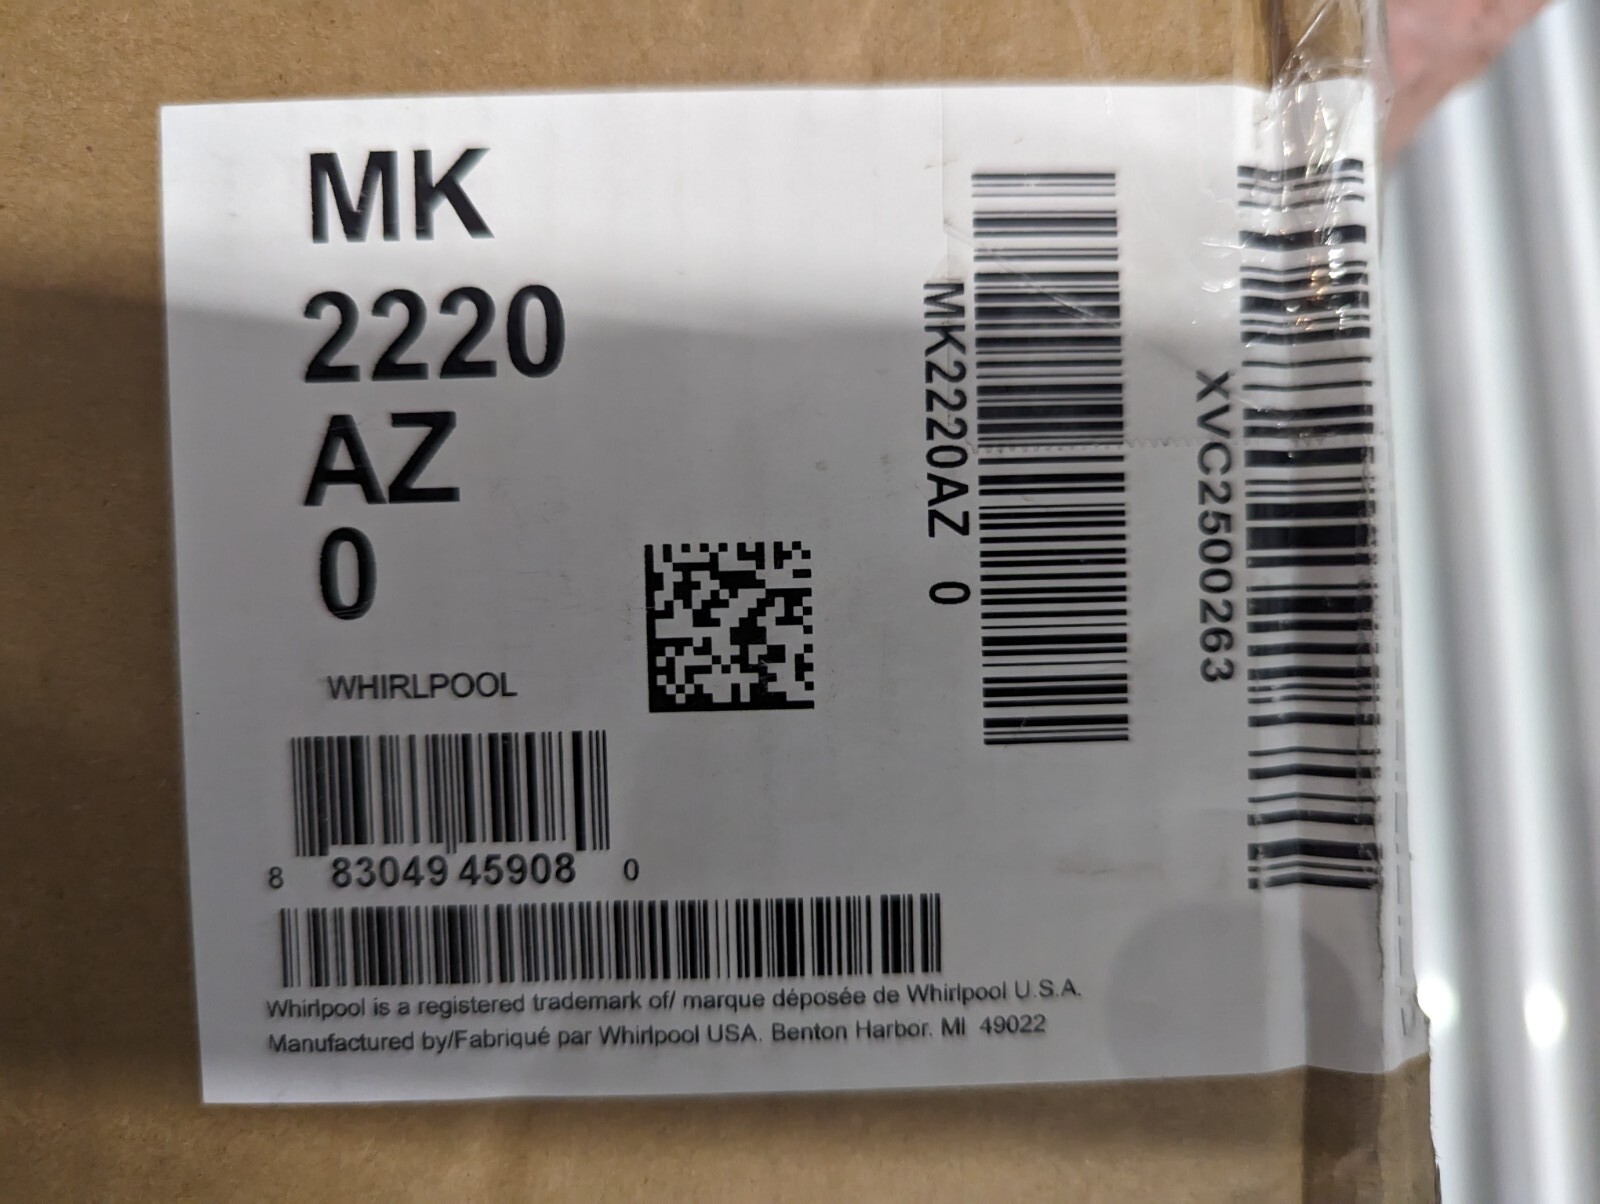 MK
2220
AZ
0
WHIRLPOOL
8 83049 45908 0
Whirlpool is a registered trademark of/ marque déposée de Whirlpool U.S.A.
Manufactured by/Fabriqué par Whirlpool USA. Benton Harbor. MI 49022
MK2220AZ 0
XVC2500263